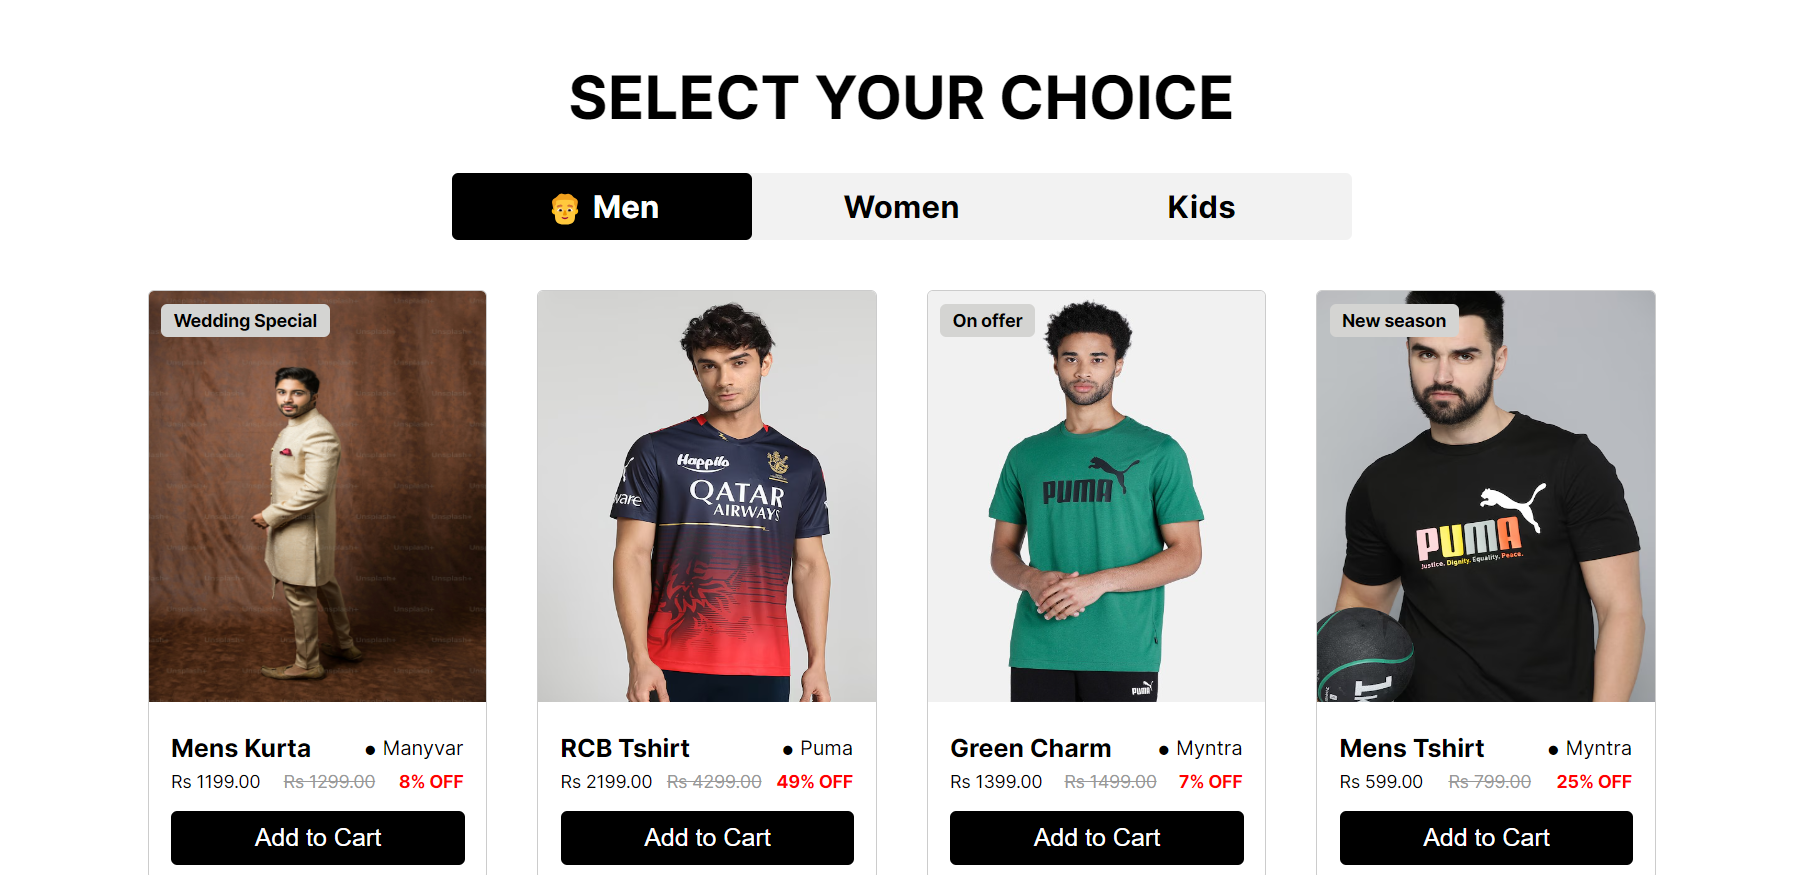 SELECT YOUR CHOICE
Men
Women
Kids
Wedding Special
On offer
New season
Happilo
ware
QATAR
AIRWAYS
PUMA
PUMA
PUMA
Justice. Dignity. Equality. Peace.
Mens Kurta
● Manyvar
Rs 1199.00 Rs 1299.00 8% OFF
Add to Cart
RCB Tshirt
● Puma
Rs 2199.00 Rs 4299.00 49% OFF
Add to Cart
Green Charm
● Myntra
Rs 1399.00 Rs 1499.00 7% OFF
Add to Cart
Mens Tshirt
● Myntra
Rs 599.00 Rs 799.00 25% OFF
Add to Cart